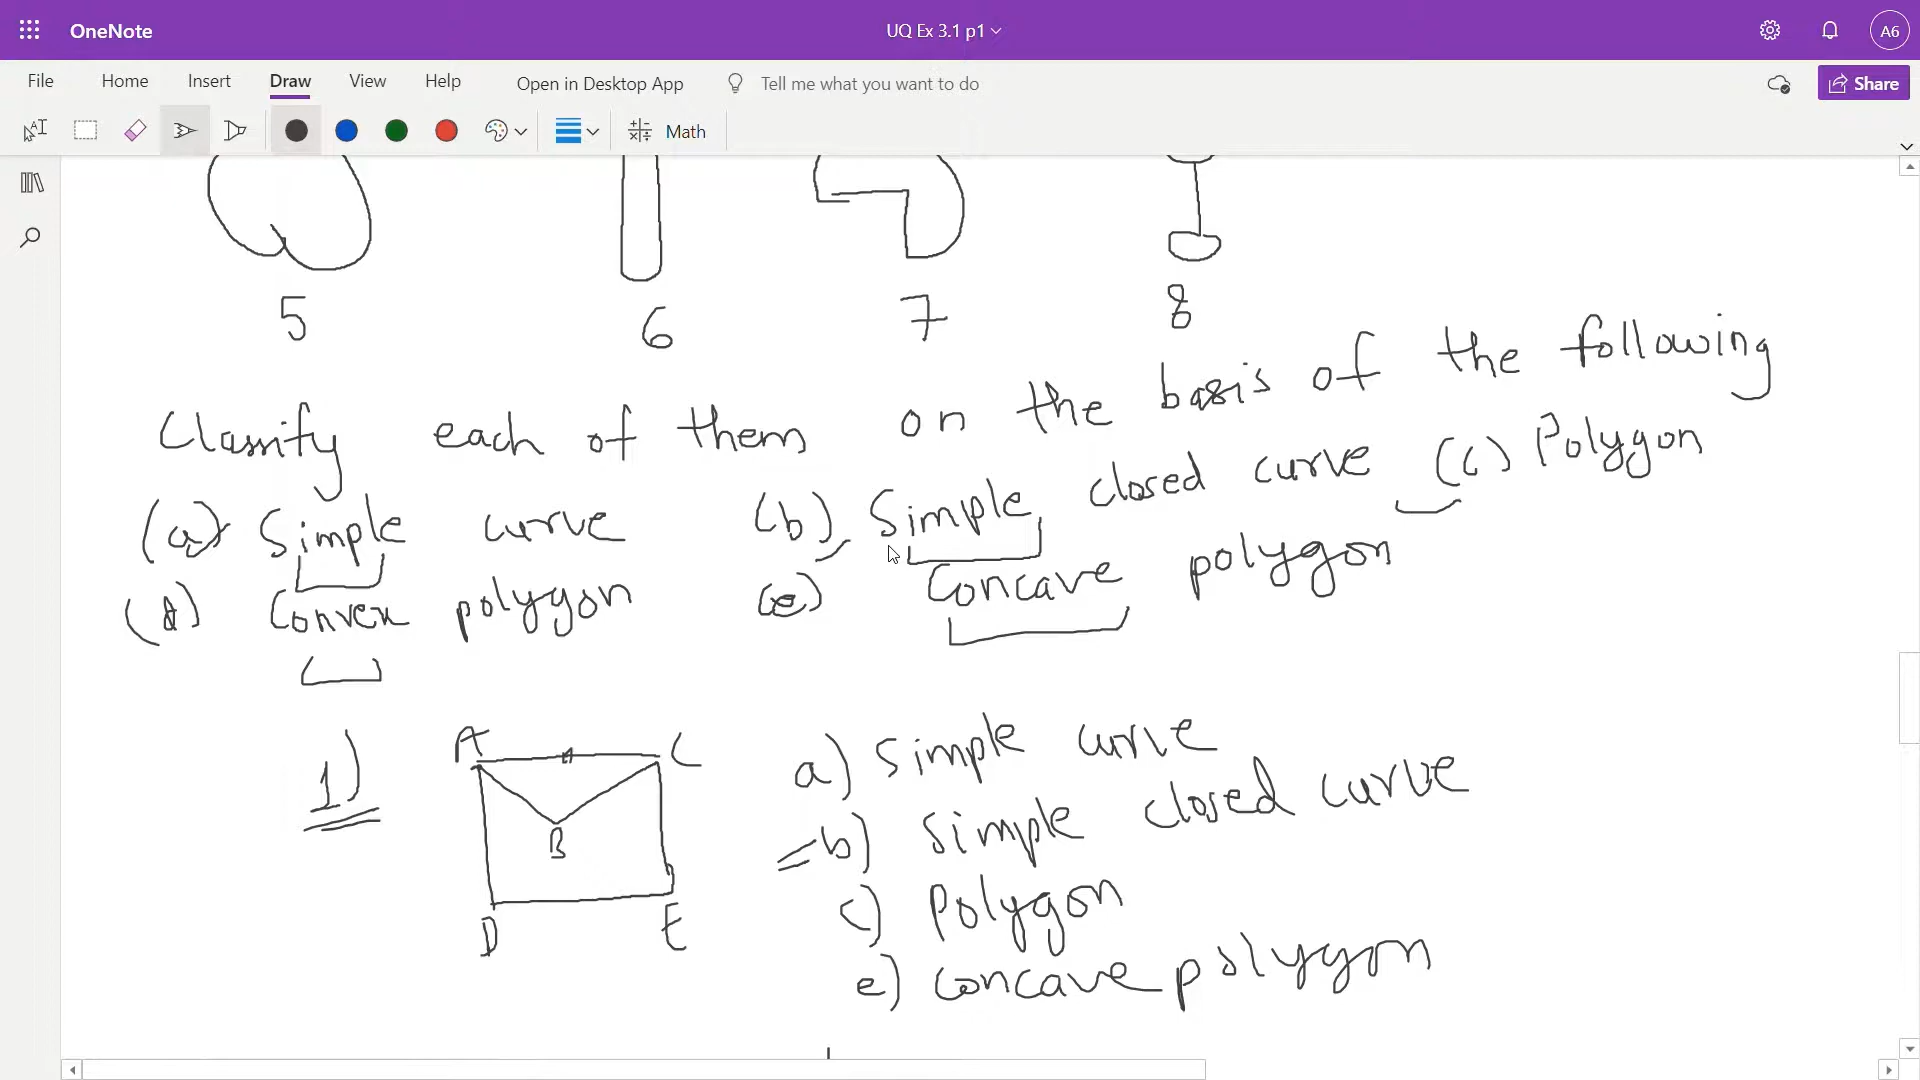 OneNote
UQ Ex 3.1 p1
A6
File Home Insert Draw View Help Open in Desktop App Tell me what you want to do
Share
Math
5 6 7 8
Classify each of them on the basis of the following
(a) Simple curve (b) Simple closed curve (c) Polygon
(d) Convex polygon (e) Concave polygon
1)
A C
B
D E
a) Simple curve
b) Simple closed curve
c) Polygon
e) concave polygon